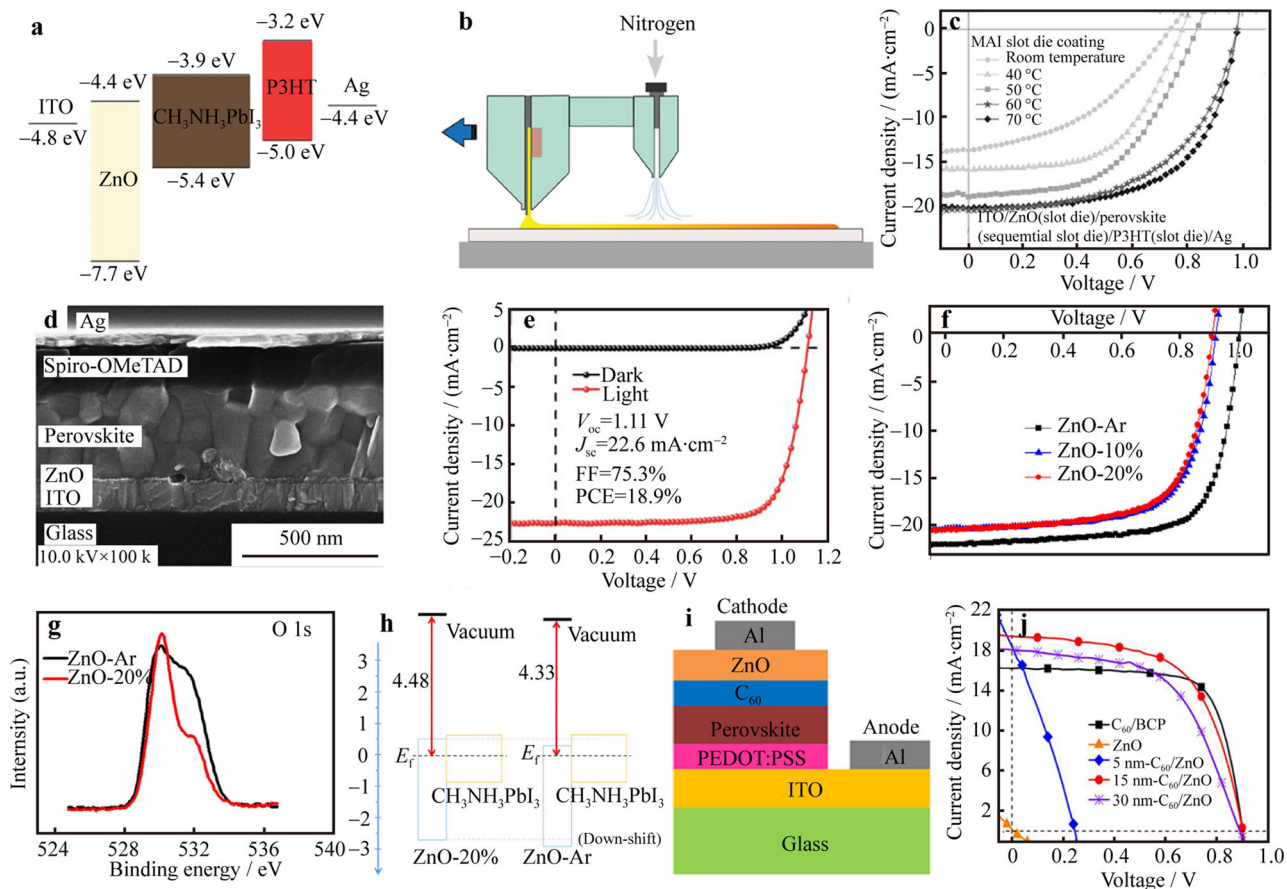 a
−3.2 eV
−3.9 eV
−4.4 eV
P3HT
Ag
ITO
CH₃NH₃PbI₃
−4.4 eV
−4.8 eV
−5.0 eV
ZnO
−5.4 eV
−7.7 eV
b
Nitrogen
c
MAI slot die coating
Room temperature
40 °C
50 °C
60 °C
70 °C
ITO/ZnO(slot die)/perovskite
(sequemtial slot die)/P3HT(slot die)/Ag
Current density / (mA·cm⁻²)
0
−5
−10
−15
−20
0 0.2 0.4 0.6 0.8 1.0
Voltage / V
d
Ag
Spiro-OMeTAD
Perovskite
ZnO
ITO
Glass
10.0 kV×100 k
500 nm
e
Dark
Light
Voc=1.11 V
Jsc=22.6 mA·cm⁻²
FF=75.3%
PCE=18.9%
Current density / (mA·cm⁻²)
5
0
−5
−10
−15
−20
−25
−0.2 0 0.2 0.4 0.6 0.8 1.0 1.2
Voltage / V
f
Voltage / V
0 0.2 0.4 0.6 0.8 1.0
ZnO-Ar
ZnO-10%
ZnO-20%
Current density / (mA·cm⁻²)
0
−5
−10
−15
−20
g
O 1s
ZnO-Ar
ZnO-20%
Intensity (a.u.)
524 528 532 536 540
Binding energy / eV
h
Vacuum
Vacuum
4.48
4.33
3
2
1
0
−1
−2
−3
Ef
Ef
CH₃NH₃PbI₃
CH₃NH₃PbI₃
(Down-shift)
ZnO-20%
ZnO-Ar
i
Cathode
Al
ZnO
C₆₀
Perovskite
Anode
PEDOT:PSS
Al
ITO
Glass
j
Current density / (mA·cm⁻²)
22
18
14
10
6
2
C₆₀/BCP
ZnO
5 nm-C₆₀/ZnO
15 nm-C₆₀/ZnO
30 nm-C₆₀/ZnO
0 0.2 0.4 0.6 0.8 1.0
Voltage / V